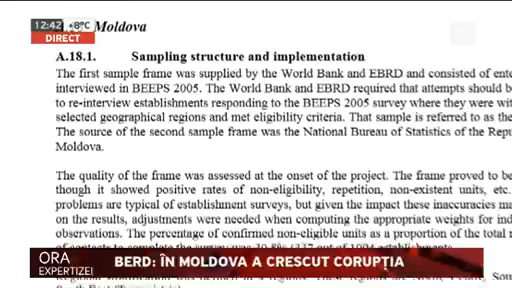 12:42 +8°C
DIRECT
Moldova
A.18.1. Sampling structure and implementation
The first sample frame was supplied by the World Bank and EBRD and consisted of
interviewed in BEEPS 2005. The World Bank and EBRD required that attempts should
to re-interview establishments responding to the BEEPS 2005 survey where they were
selected geographical regions and met eligibility criteria. That sample is referred to as
The source of the second sample frame was the National Bureau of Statistics of the
Moldova.
The quality of the frame was assessed at the onset of the project. The frame proved to
though it showed positive rates of non-eligibility, repetition, non-existent units, etc.
problems are typical of establishment surveys, but given the impact these inaccuracies
on the results, adjustments were needed when computing the appropriate weights for
observations. The percentage of confirmed non-eligible units as a proportion of the total
ORA
EXPERTIZEI
BERD: ÎN MOLDOVA A CRESCUT CORUPȚIA